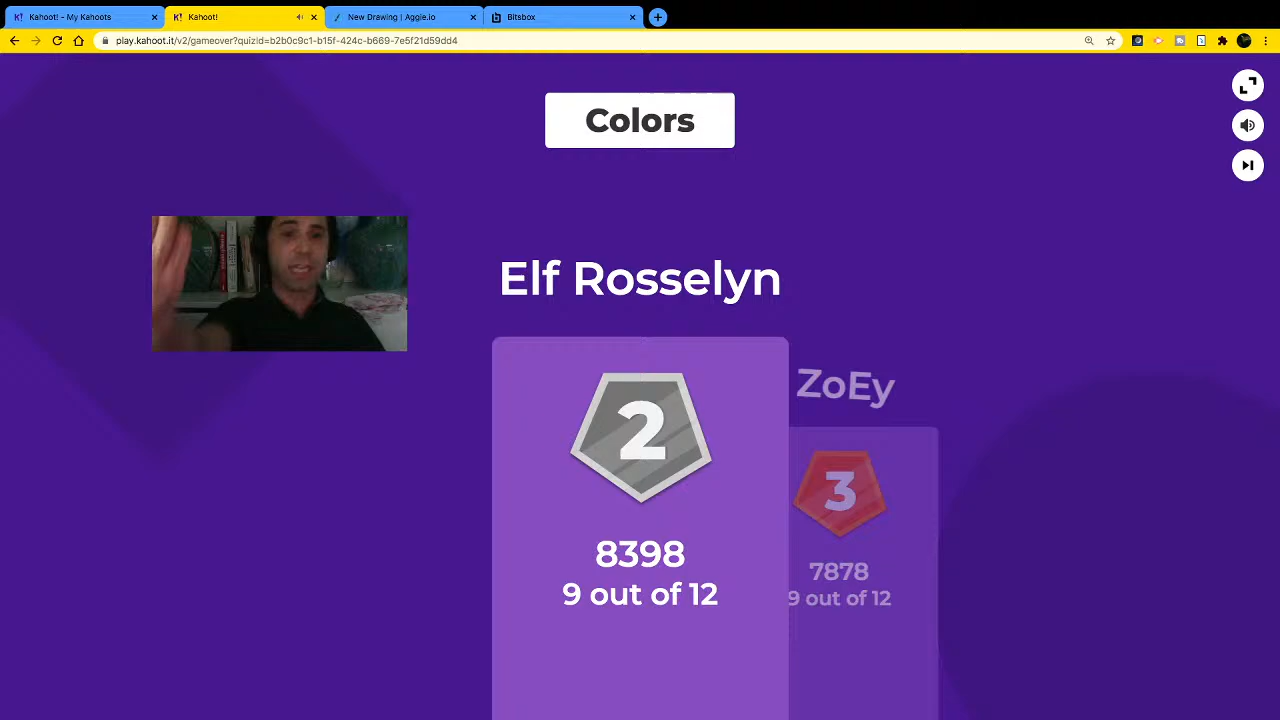 Kahoot! - My Kahoots
Kahoot!
New Drawing | Aggie.io
Bitsbox
play.kahoot.it/v2/gameover?quizid=b2b0c9c1-b15f-424c-b669-7e5f21d59dd4
Colors
Elf Rosselyn
ZoEy
2
3
8398
9 out of 12
7878
9 out of 12